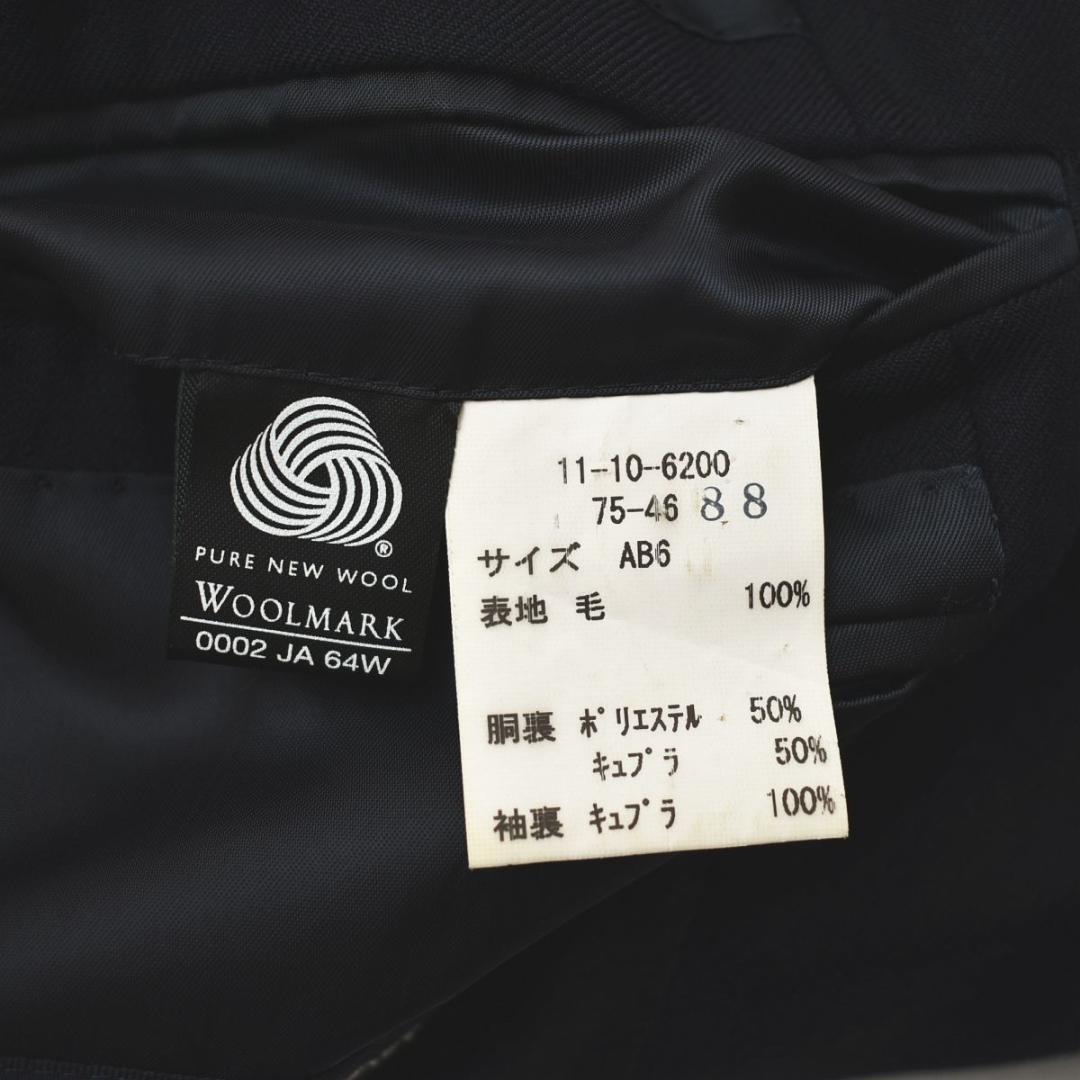 ®
PURE NEW WOOL
WOOLMARK
0002 JA 64W
11-10-6200
75-46 88
サイズ AB6
表地 毛 100%
胴裏 ポリエステル 50%
キュプラ 50%
袖裏 キュプラ 100%